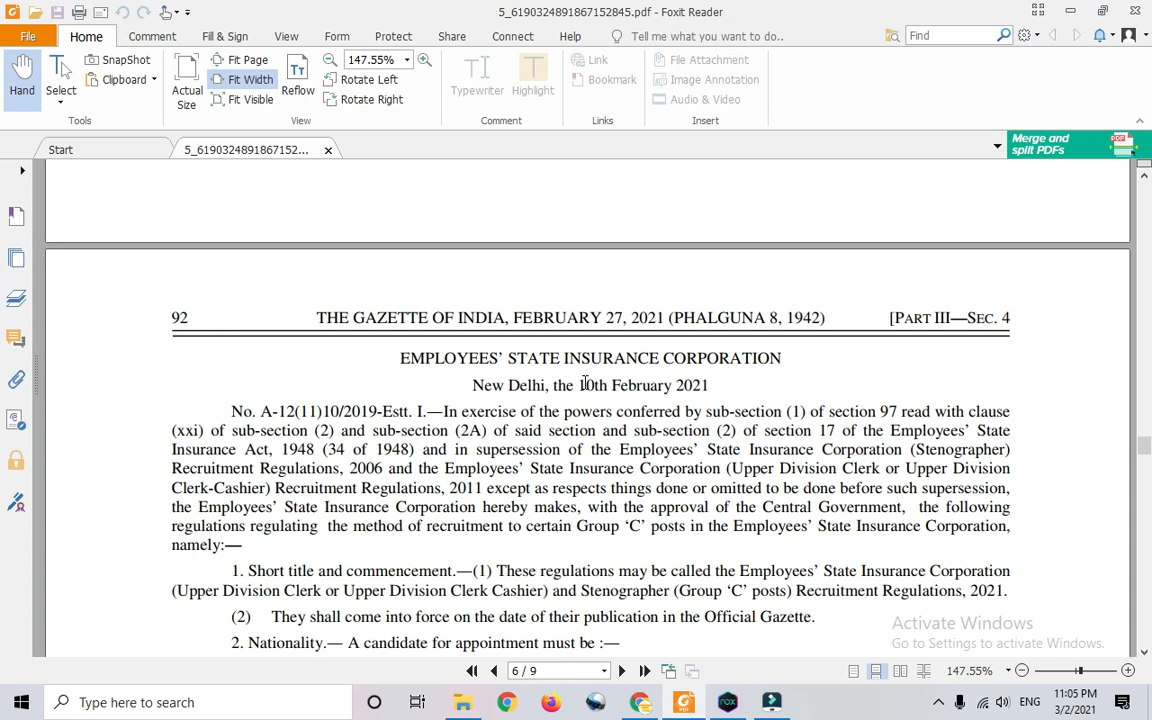 5_6190324891867152845.pdf - Foxit Reader
File Home Comment Fill & Sign View Form Protect Share Connect Help Tell me what you want to do.. Find
Hand
Select
SnapShot
Clipboard
Actual Size
Fit Page
Fit Width
Fit Visible
Reflow
147.55%
Rotate Left
Rotate Right
Typewriter
Highlight
Link
Bookmark
File Attachment
Image Annotation
Audio & Video
Tools View Comment Links Insert
Start 5_6190324891867152...
Merge and
split PDFs
92 THE GAZETTE OF INDIA, FEBRUARY 27, 2021 (PHALGUNA 8, 1942) [PART III—SEC. 4
EMPLOYEES’ STATE INSURANCE CORPORATION
New Delhi, the 10th February 2021
No. A-12(11)10/2019-Estt. I.—In exercise of the powers conferred by sub-section (1) of section 97 read with clause
(xxi) of sub-section (2) and sub-section (2A) of said section and sub-section (2) of section 17 of the Employees’ State
Insurance Act, 1948 (34 of 1948) and in supersession of the Employees’ State Insurance Corporation (Stenographer)
Recruitment Regulations, 2006 and the Employees’ State Insurance Corporation (Upper Division Clerk or Upper Division
Clerk-Cashier) Recruitment Regulations, 2011 except as respects things done or omitted to be done before such supersession,
the Employees’ State Insurance Corporation hereby makes, with the approval of the Central Government, the following
regulations regulating the method of recruitment to certain Group ‘C’ posts in the Employees’ State Insurance Corporation,
namely:—
1. Short title and commencement.—(1) These regulations may be called the Employees’ State Insurance Corporation
(Upper Division Clerk or Upper Division Clerk Cashier) and Stenographer (Group ‘C’ posts) Recruitment Regulations, 2021.
(2) They shall come into force on the date of their publication in the Official Gazette.
2. Nationality.— A candidate for appointment must be :—
Activate Windows
Go to Settings to activate Windows.
6 / 9 147.55%
Type here to search
ENG
11:05 PM
3/2/2021